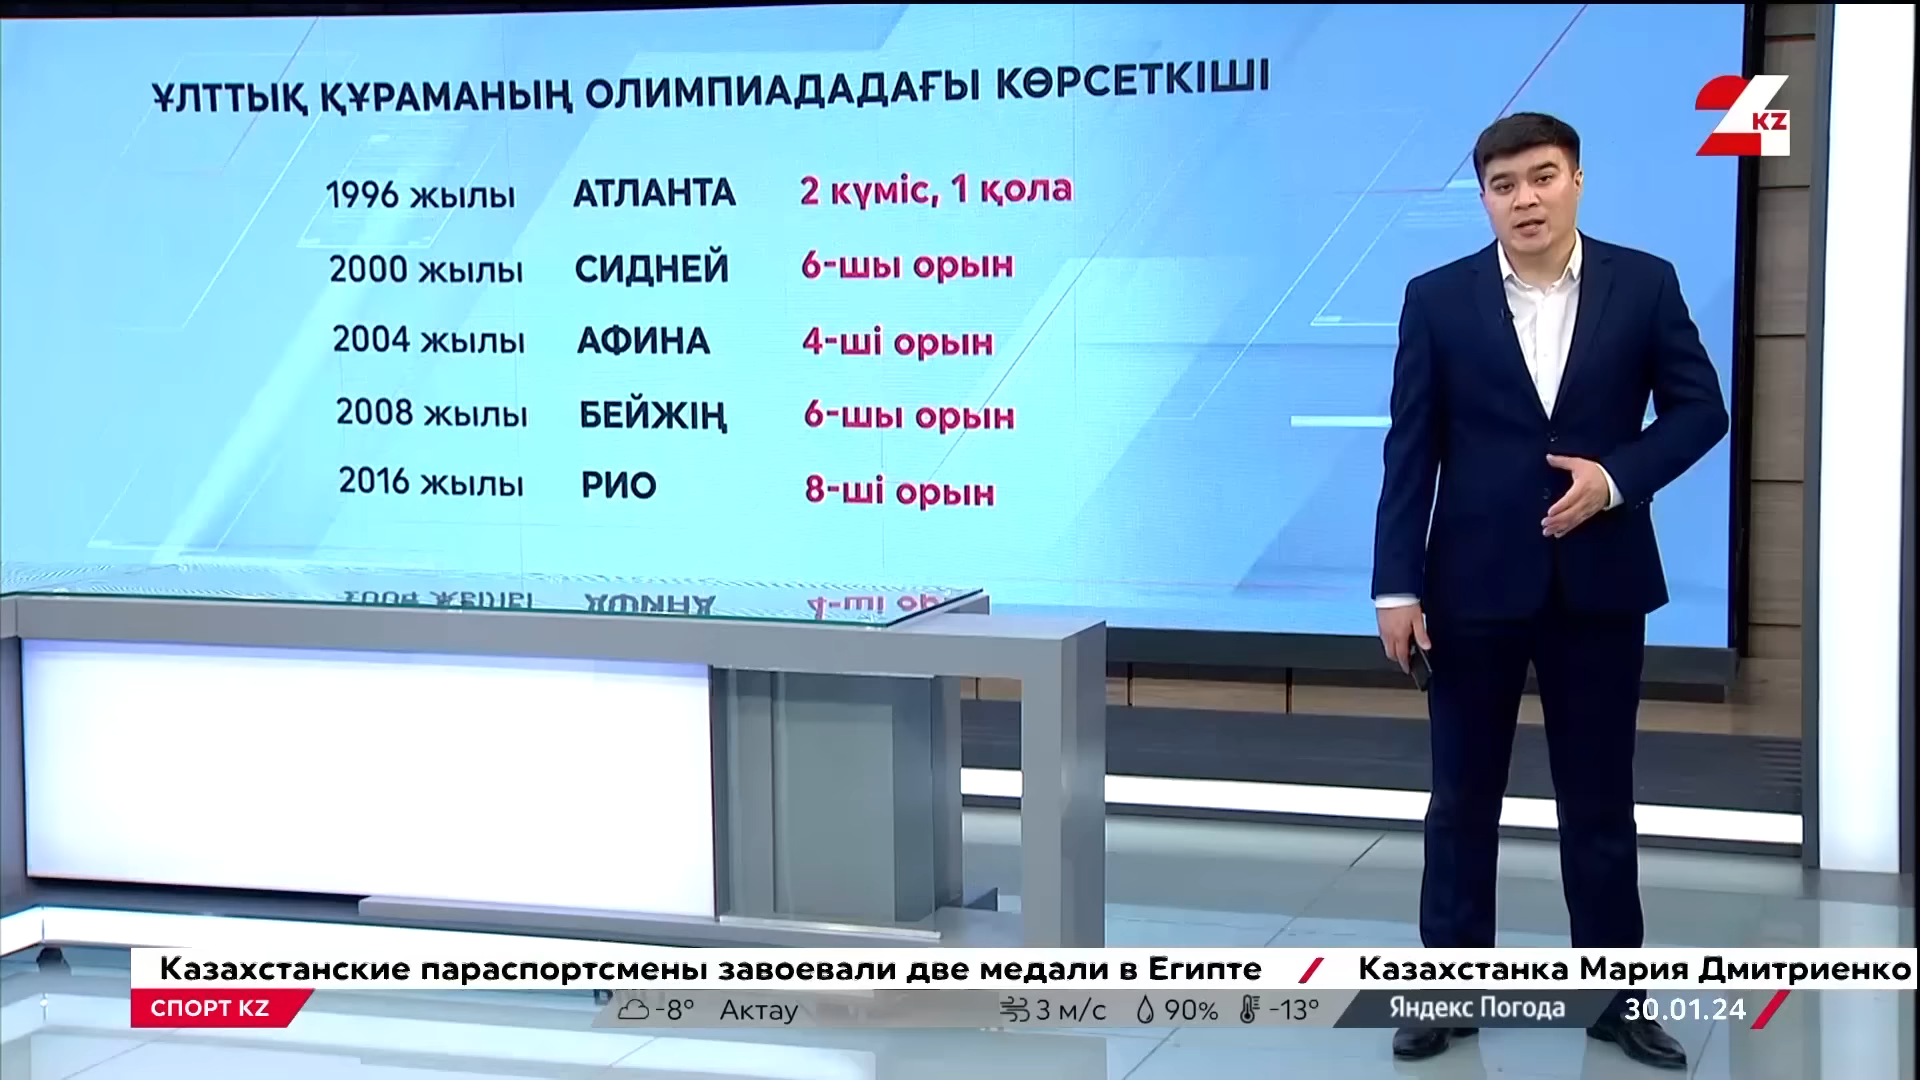 ҰЛТТЫҚ ҚҰРАМАНЫҢ ОЛИМПИАДАДАҒЫ КӨРСЕТКІШІ
24 KZ
1996 жылы АТЛАНТА 2 күміс, 1 қола
2000 жылы СИДНЕЙ 6-шы орын
2004 жылы АФИНА 4-ші орын
2008 жылы БЕЙЖІҢ 6-шы орын
2016 жылы РИО 8-ші орын
Казахстанские параспортсмены завоевали две медали в Египте / Казахстанка Мария Дмитриенко
СПОРТ KZ -8° Актау 3 м/с 90% -13° Яндекс Погода 30.01.24